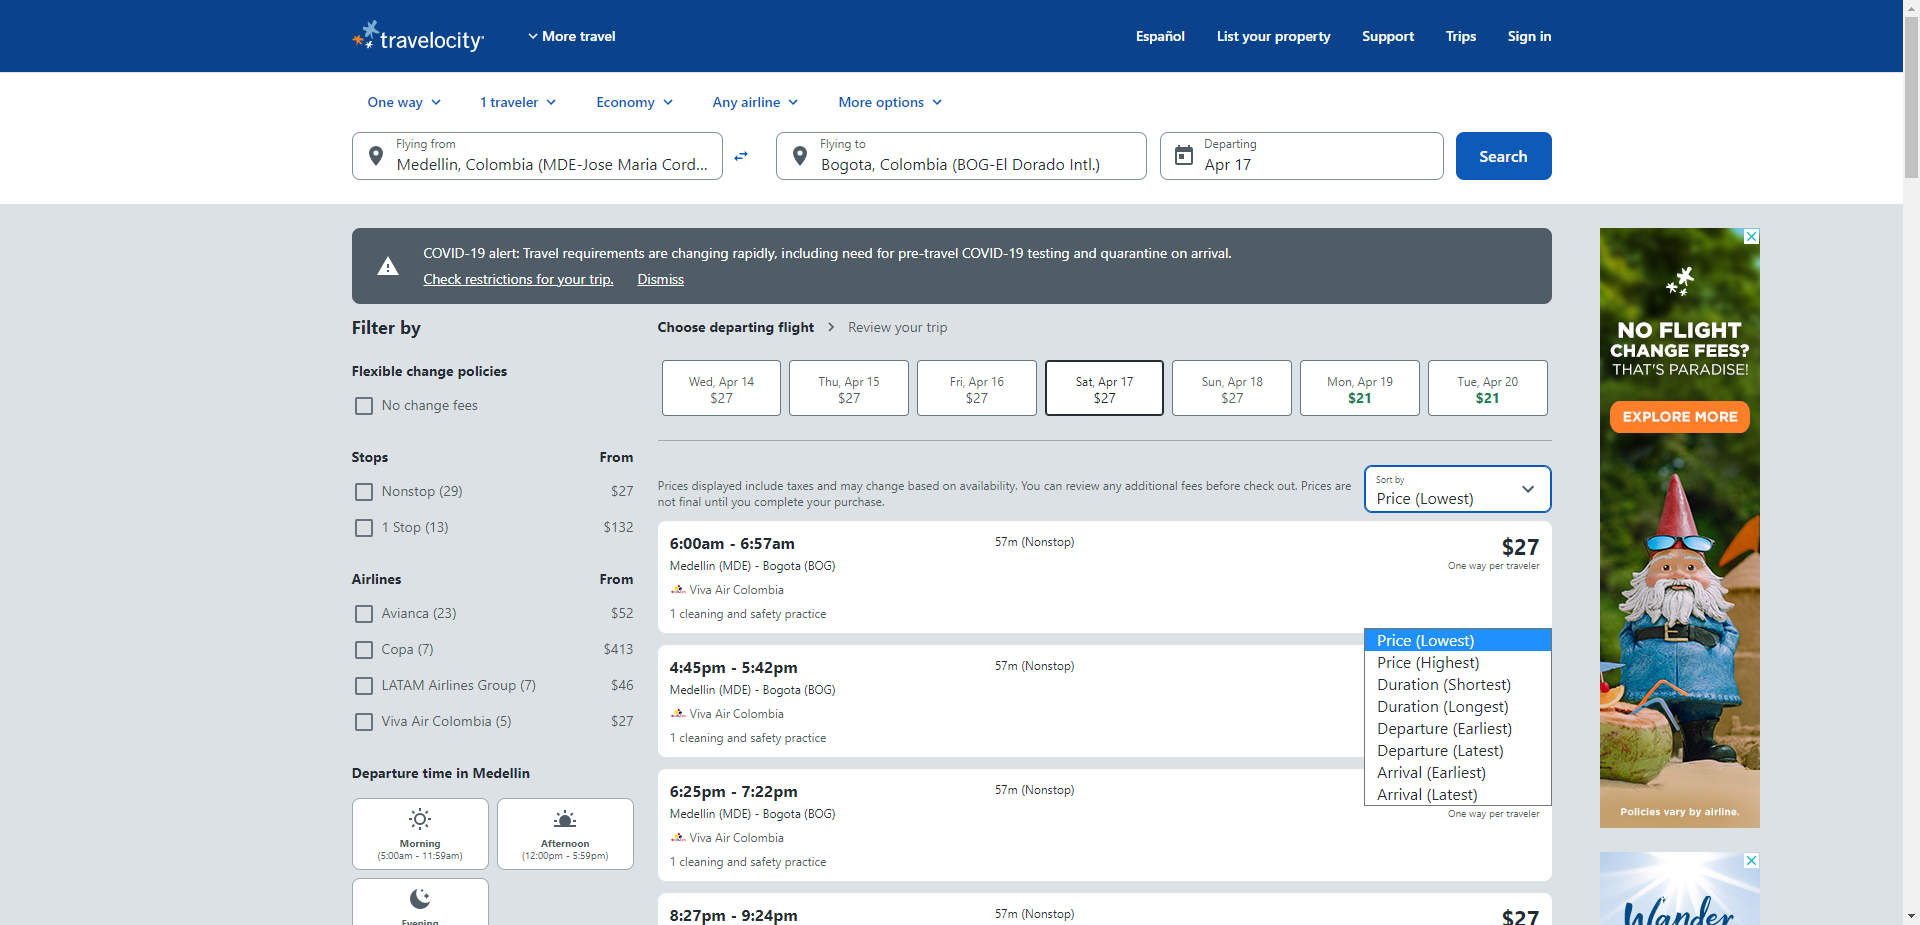 travelocity
More travel
Español
List your property
Support
Trips
Sign in
One way
1 traveler
Economy
Any airline
More options
Flying from
Medellin, Colombia (MDE-Jose Maria Cord...
Flying to
Bogota, Colombia (BOG-El Dorado Intl.)
Departing
Apr 17
Search
COVID-19 alert: Travel requirements are changing rapidly, including need for pre-travel COVID-19 testing and quarantine on arrival.
Check restrictions for your trip.
Dismiss
Filter by
Flexible change policies
No change fees
Stops From
Nonstop (29) $27
1 Stop (13) $132
Airlines From
Avianca (23) $52
Copa (7) $413
LATAM Airlines Group (7) $46
Viva Air Colombia (5) $27
Departure time in Medellin
Morning
(5:00am - 11:59am)
Afternoon
(12:00pm - 5:59pm)
Evening
Choose departing flight
Review your trip
Wed, Apr 14
$27
Thu, Apr 15
$27
Fri, Apr 16
$27
Sat, Apr 17
$27
Sun, Apr 18
$27
Mon, Apr 19
$21
Tue, Apr 20
$21
Prices displayed include taxes and may change based on availability. You can review any additional fees before check out. Prices are
not final until you complete your purchase.
Sort by
Price (Lowest)
6:00am - 6:57am
57m (Nonstop)
$27
Medellin (MDE) - Bogota (BOG)
One way per traveler
Viva Air Colombia
1 cleaning and safety practice
4:45pm - 5:42pm
57m (Nonstop)
Medellin (MDE) - Bogota (BOG)
Viva Air Colombia
1 cleaning and safety practice
Price (Lowest)
Price (Highest)
Duration (Shortest)
Duration (Longest)
Departure (Earliest)
Departure (Latest)
Arrival (Earliest)
Arrival (Latest)
6:25pm - 7:22pm
57m (Nonstop)
Medellin (MDE) - Bogota (BOG)
One way per traveler
Viva Air Colombia
1 cleaning and safety practice
8:27pm - 9:24pm
57m (Nonstop)
$27
NO FLIGHT
CHANGE FEES?
THAT'S PARADISE!
EXPLORE MORE
Policies vary by airline.
Wander